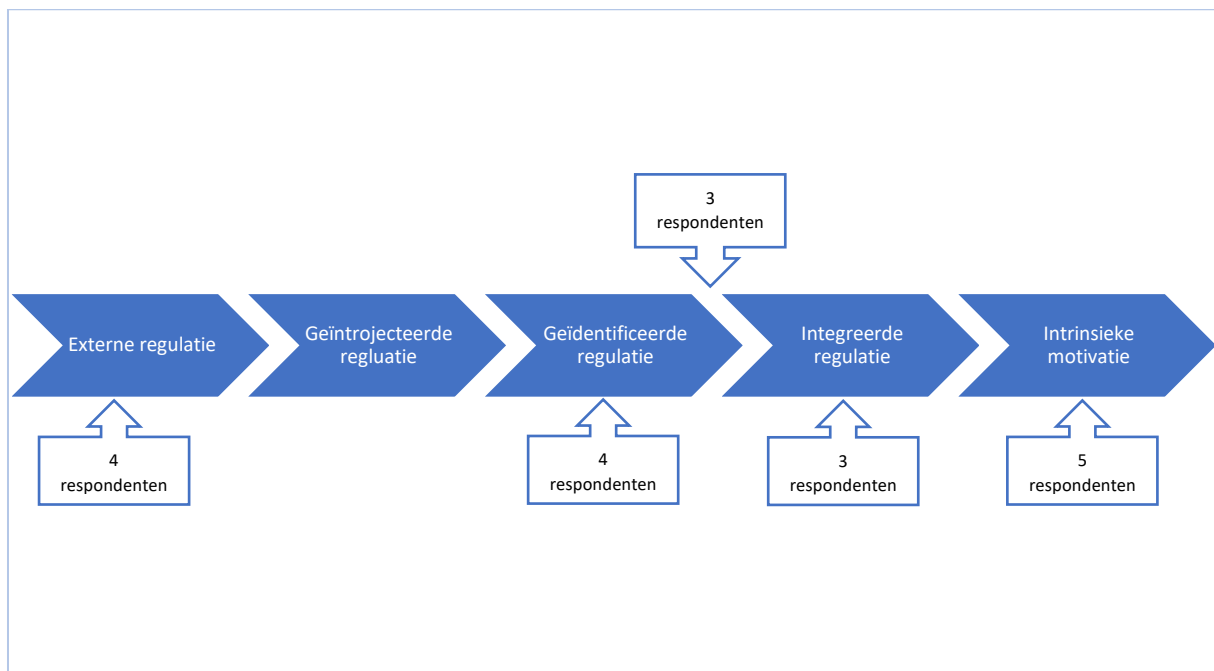 3
respondenten
Externe regulatie
Geïntrojecteerde
regluatie
Geïdentificeerde
regulatie
Integreerde
regulatie
Intrinsieke
motivatie
4
respondenten
4
respondenten
3
respondenten
5
respondenten